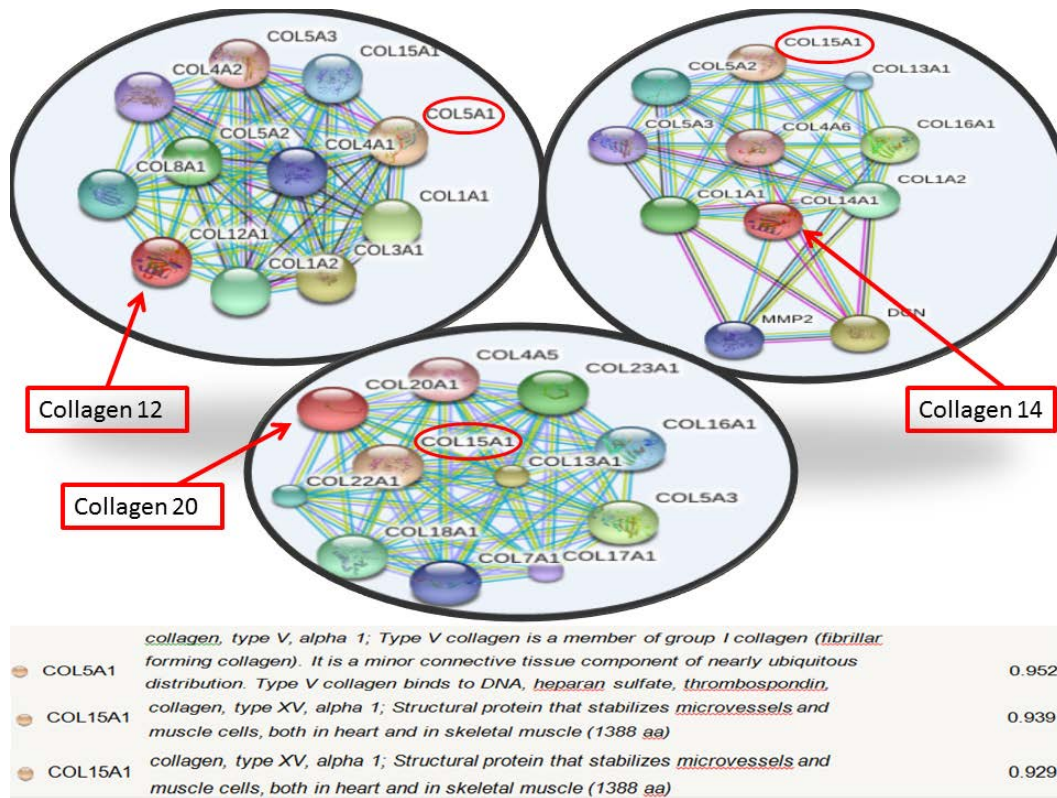 COL5A3
COL15A1
COL4A2
COL5A1
COL5A2
COL4A1
COL8A1
COL1A1
COL12A1
COL3A1
COL1A2
Collagen 12
COL15A1
COL5A2
COL13A1
COL5A3
COL4A6
COL16A1
COL1A1
COL1A2
COL14A1
MMP2
DCN
Collagen 14
COL4A5
COL23A1
COL20A1
COL16A1
COL15A1
COL13A1
COL22A1
COL5A3
COL18A1
COL7A1
COL17A1
Collagen 20
collagen, type V, alpha 1; Type V collagen is a member of group I collagen (fibrillar
forming collagen). It is a minor connective tissue component of nearly ubiquitous
COL5A1
distribution. Type V collagen binds to DNA, heparan sulfate, thrombospondin,
0.952
collagen, type XV, alpha 1; Structural protein that stabilizes microvessels and
COL15A1
muscle cells, both in heart and in skeletal muscle (1388 aa)
0.939
collagen, type XV, alpha 1; Structural protein that stabilizes microvessels and
COL15A1
muscle cells, both in heart and in skeletal muscle (1388 aa)
0.929